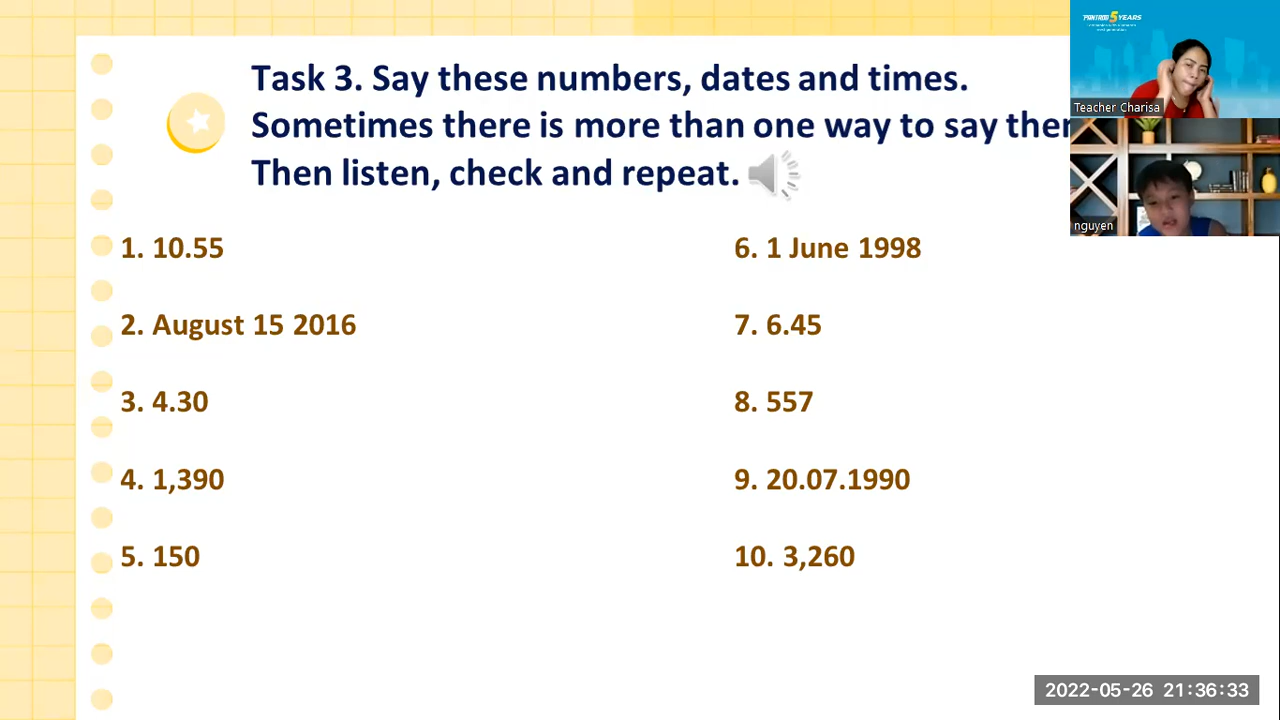 Task 3. Say these numbers, dates and times.
Sometimes there is more than one way to say
Then listen, check and repeat.
1. 10.55
2. August 15 2016
3. 4.30
4. 1,390
5. 150
6. 1 June 1998
7. 6.45
8. 557
9. 20.07.1990
10. 3,260
5 YEARS
Teacher Charisa
nguyen
2022-05-26 21:36:33